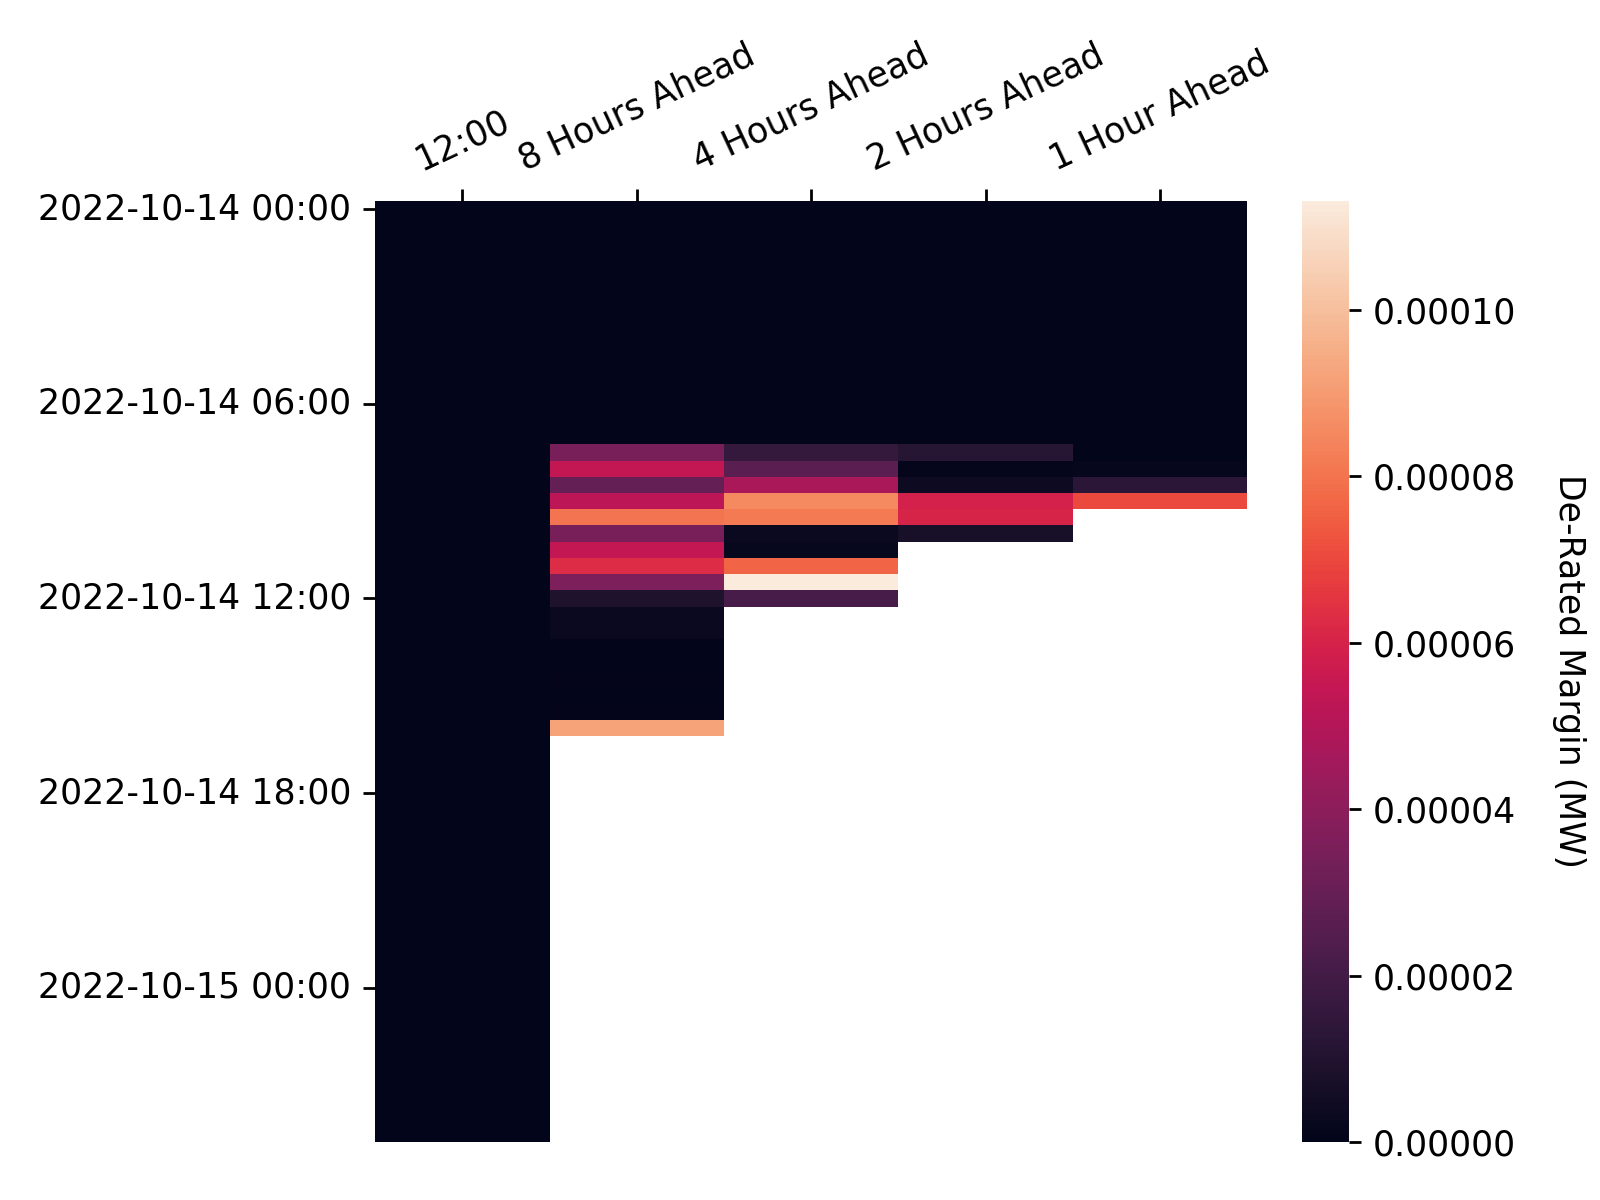 12:00
8 Hours Ahead
4 Hours Ahead
2 Hours Ahead
1 Hour Ahead
2022-10-14 00:00
2022-10-14 06:00
2022-10-14 12:00
2022-10-14 18:00
2022-10-15 00:00
0.00010
0.00008
0.00006
0.00004
0.00002
0.00000
De-Rated Margin (MW)